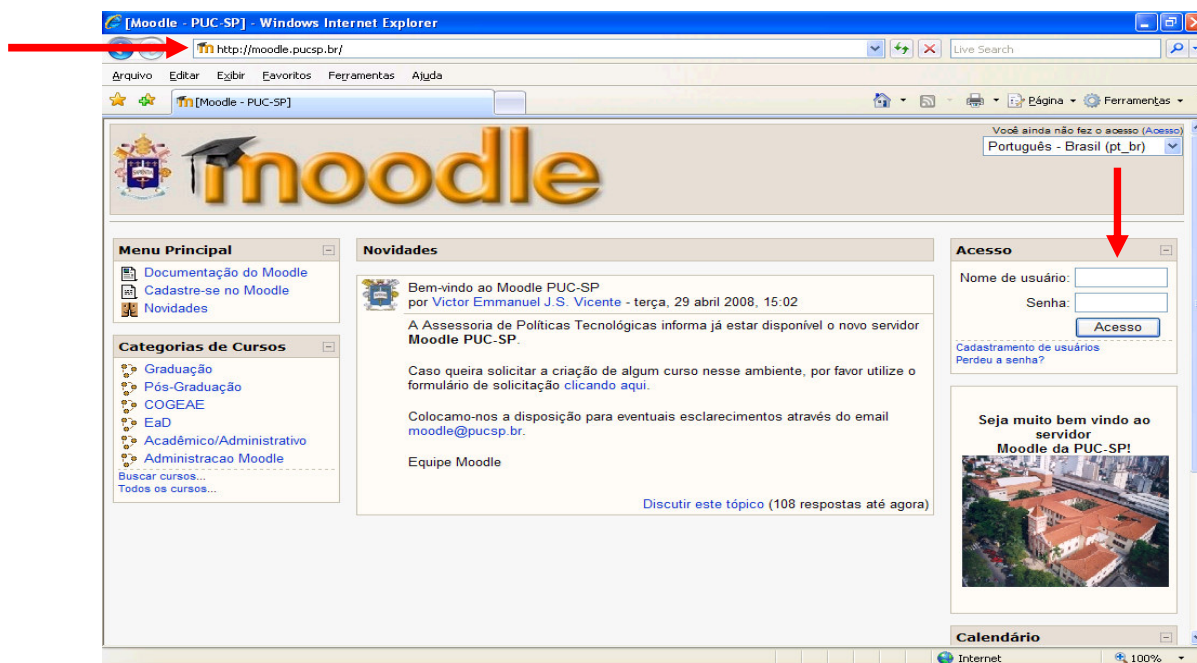 [Moodle - PUC-SP] - Windows Internet Explorer
http://moodle.pucsp.br/
Live Search
Arquivo Editar Exibir Favoritos Ferramentas Ajuda
[Moodle - PUC-SP]
Página Ferramentas
Você ainda não fez o acesso (Acesso)
Português - Brasil (pt_br)
SAPIENTIA
moodle
Menu Principal
Documentação do Moodle
Cadastre-se no Moodle
Novidades
Categorias de Cursos
Graduação
Pós-Graduação
COGEAE
EaD
Acadêmico/Administrativo
Administracao Moodle
Buscar cursos...
Todos os cursos...
Novidades
Bem-vindo ao Moodle PUC-SP
por Victor Emmanuel J.S. Vicente - terça, 29 abril 2008, 15:02
A Assessoria de Políticas Tecnológicas informa já estar disponível o novo servidor
Moodle PUC-SP.
Caso queira solicitar a criação de algum curso nesse ambiente, por favor utilize o
formulário de solicitação clicando aqui.
Colocamo-nos a disposição para eventuais esclarecimentos através do email
moodle@pucsp.br.
Equipe Moodle
Discutir este tópico (108 respostas até agora)
Acesso
Nome de usuário:
Senha:
Acesso
Cadastramento de usuários
Perdeu a senha?
Seja muito bem vindo ao
servidor
Moodle da PUC-SP!
Calendário
Internet
100%